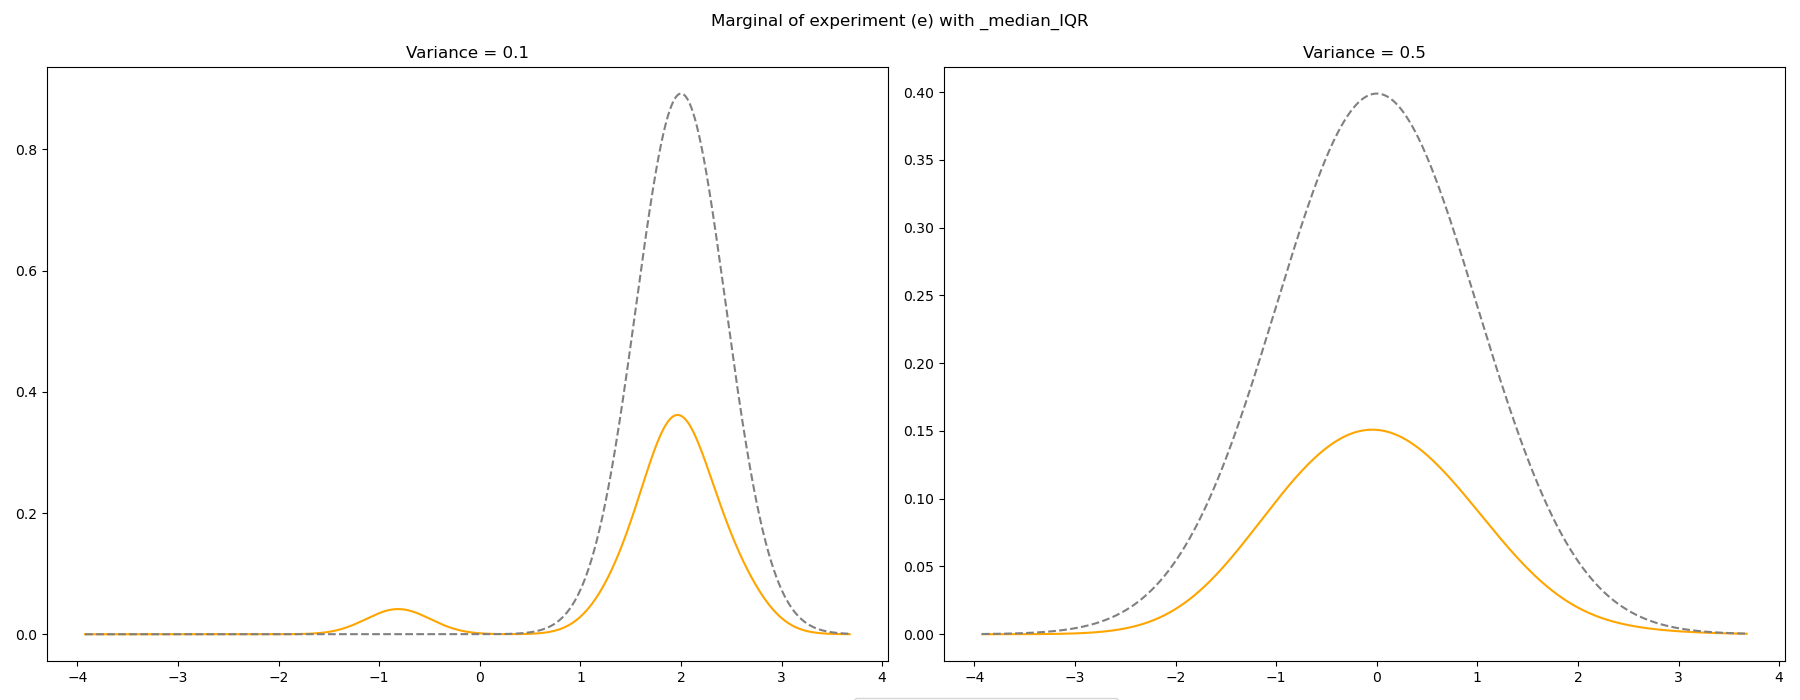 Marginal of experiment (e) with _median_IQR
Variance = 0.1
0.8
0.6
0.4
0.2
0.0
−4 −3 −2 −1 0 1 2 3 4
Variance = 0.5
0.40
0.35
0.30
0.25
0.20
0.15
0.10
0.05
0.00
−4 −3 −2 −1 0 1 2 3 4